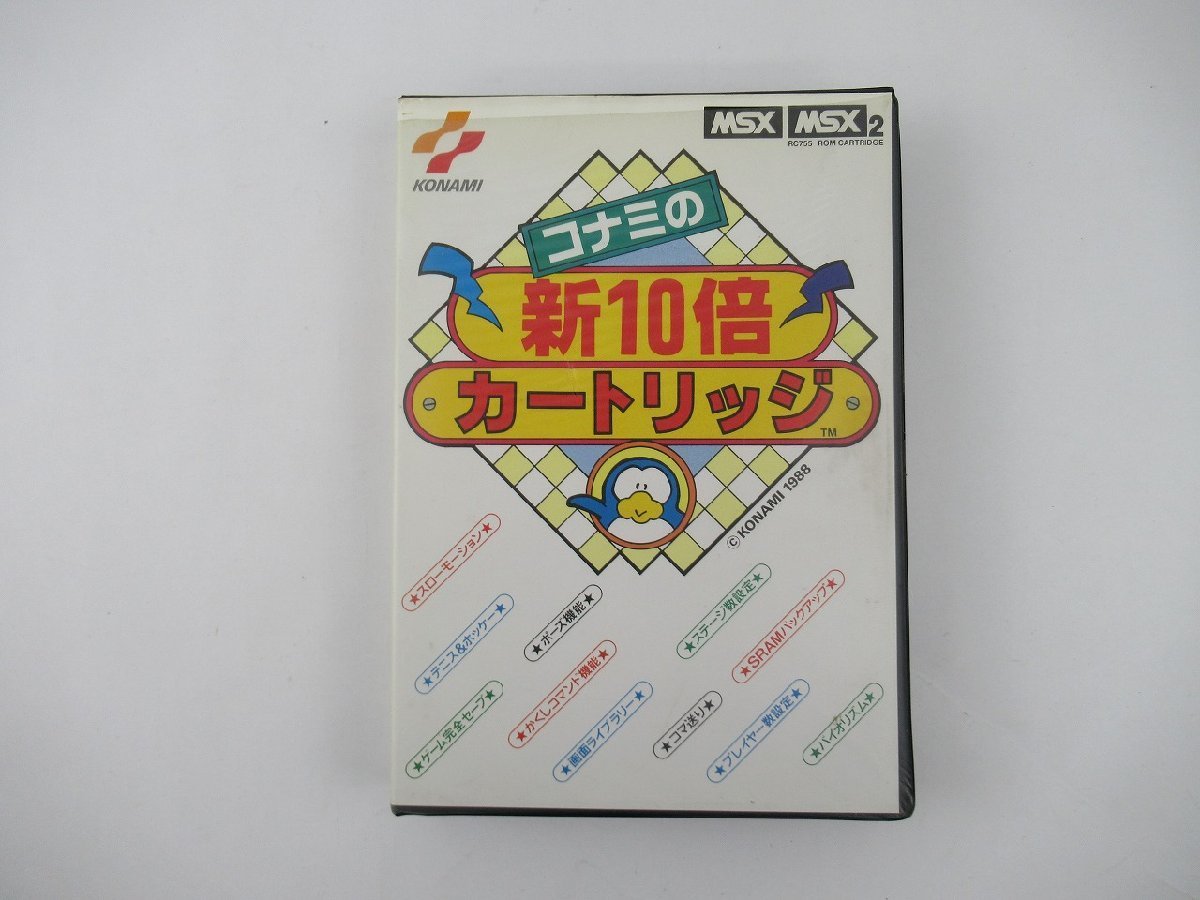 KONAMI
MSX MSX2
RC755 ROM CARTRIDGE
コナミの
新10倍
カートリッジ
TM
© KONAMI 1988
★スローモーション★
★テニス&ホッケー★
★ポーズ機能★
★ステージ数設定★
★SRAMバックアップ★
★ゲーム完全セーブ★
★かくしコマンド機能★
★画面ライブラリー★
★コマ送り★
★プレイヤー数設定★
★バイオリズム★